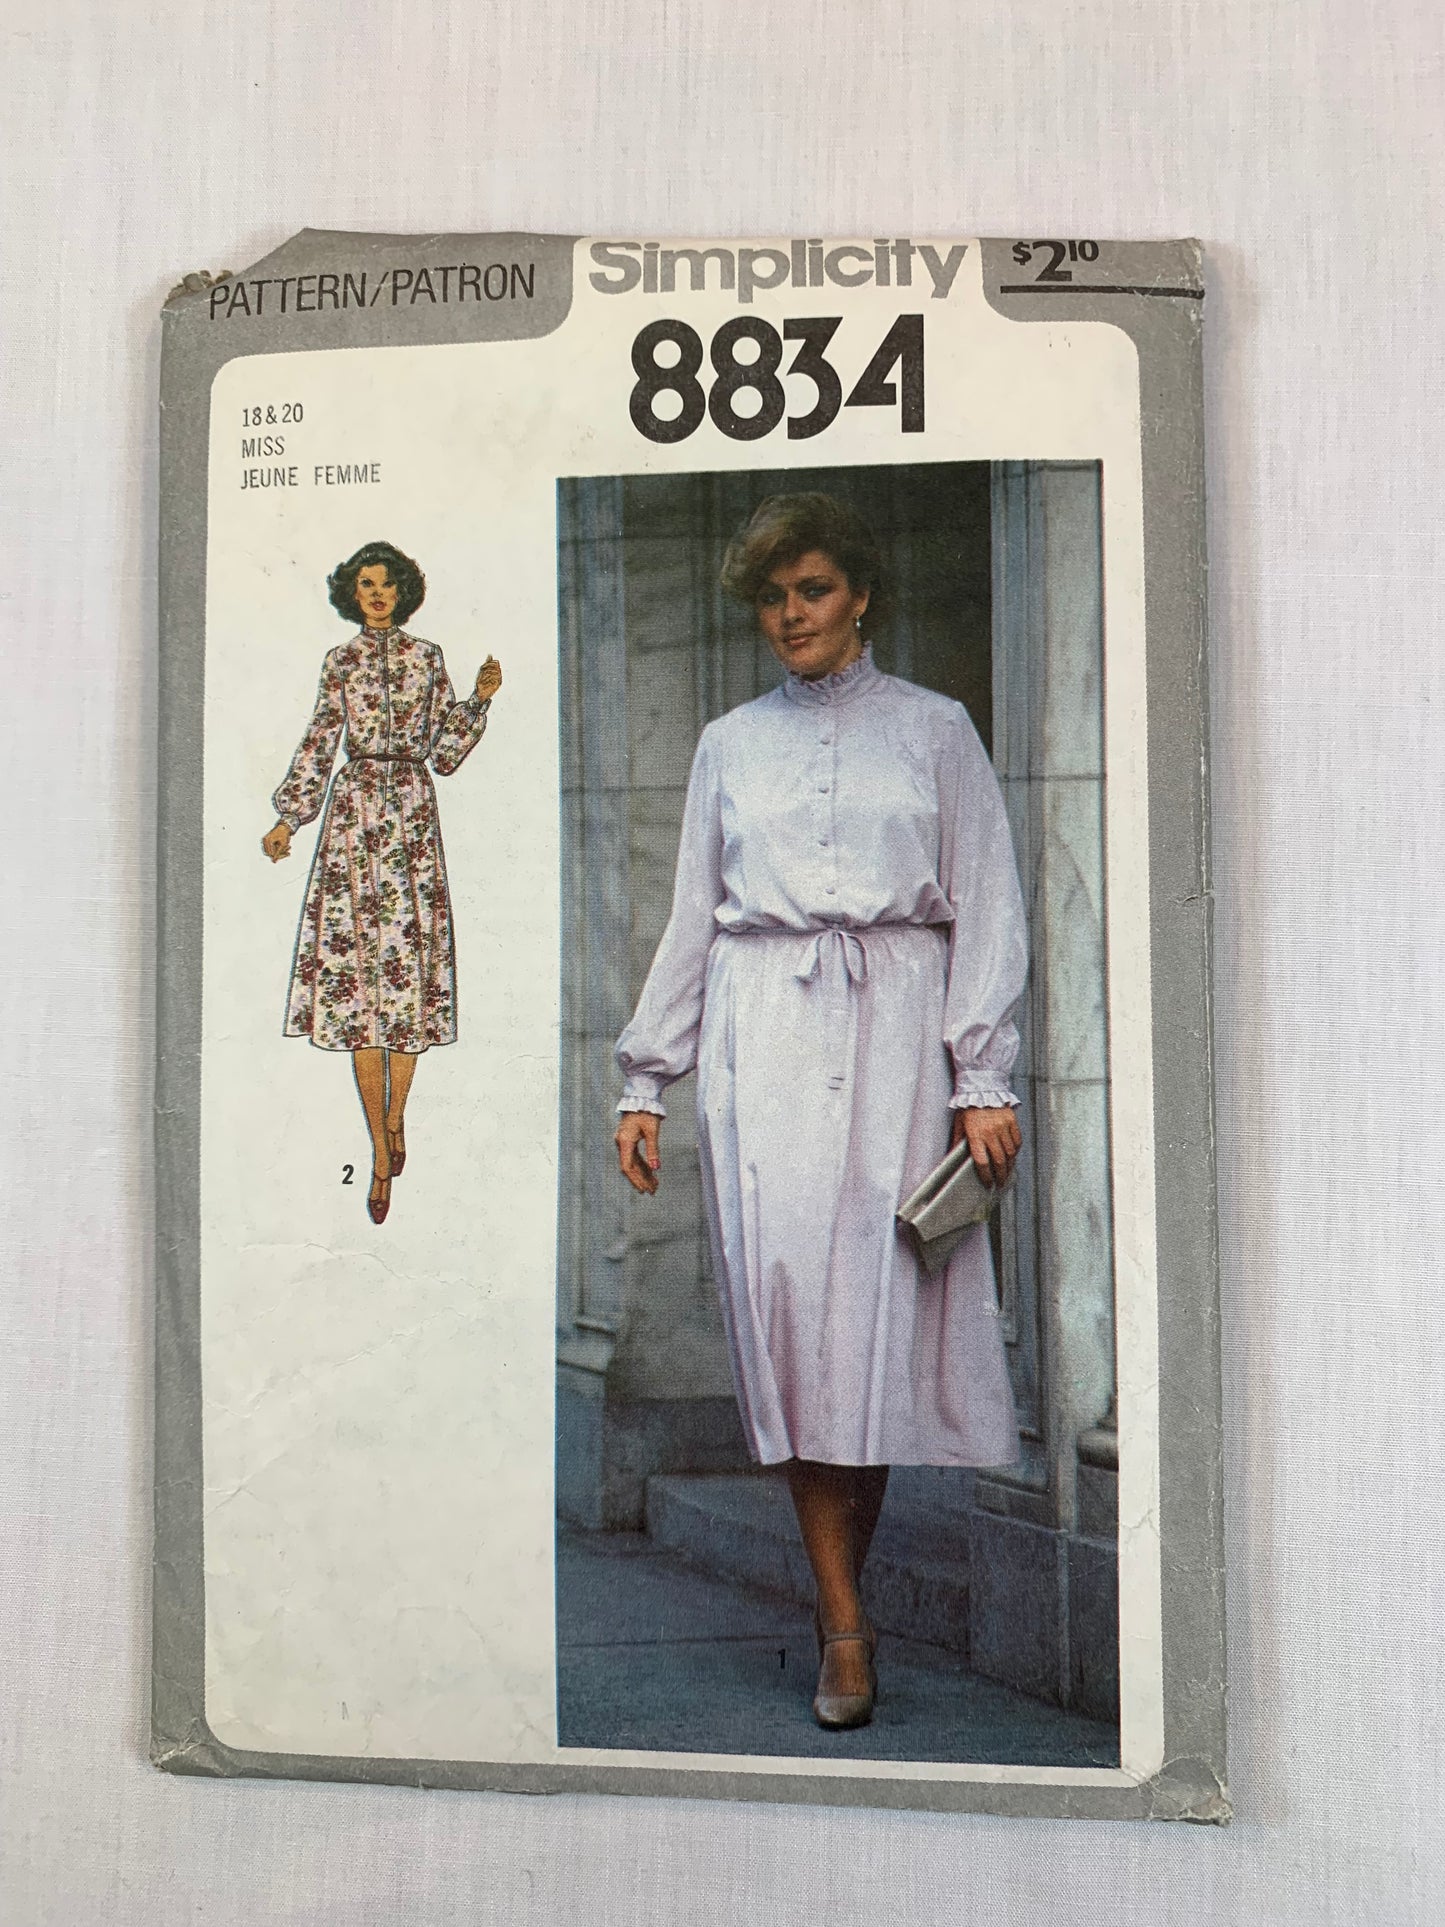 PATTERN/PATRON
Simplicity
$2.10
8834
18 & 20
MISS
JEUNE FEMME
2
1